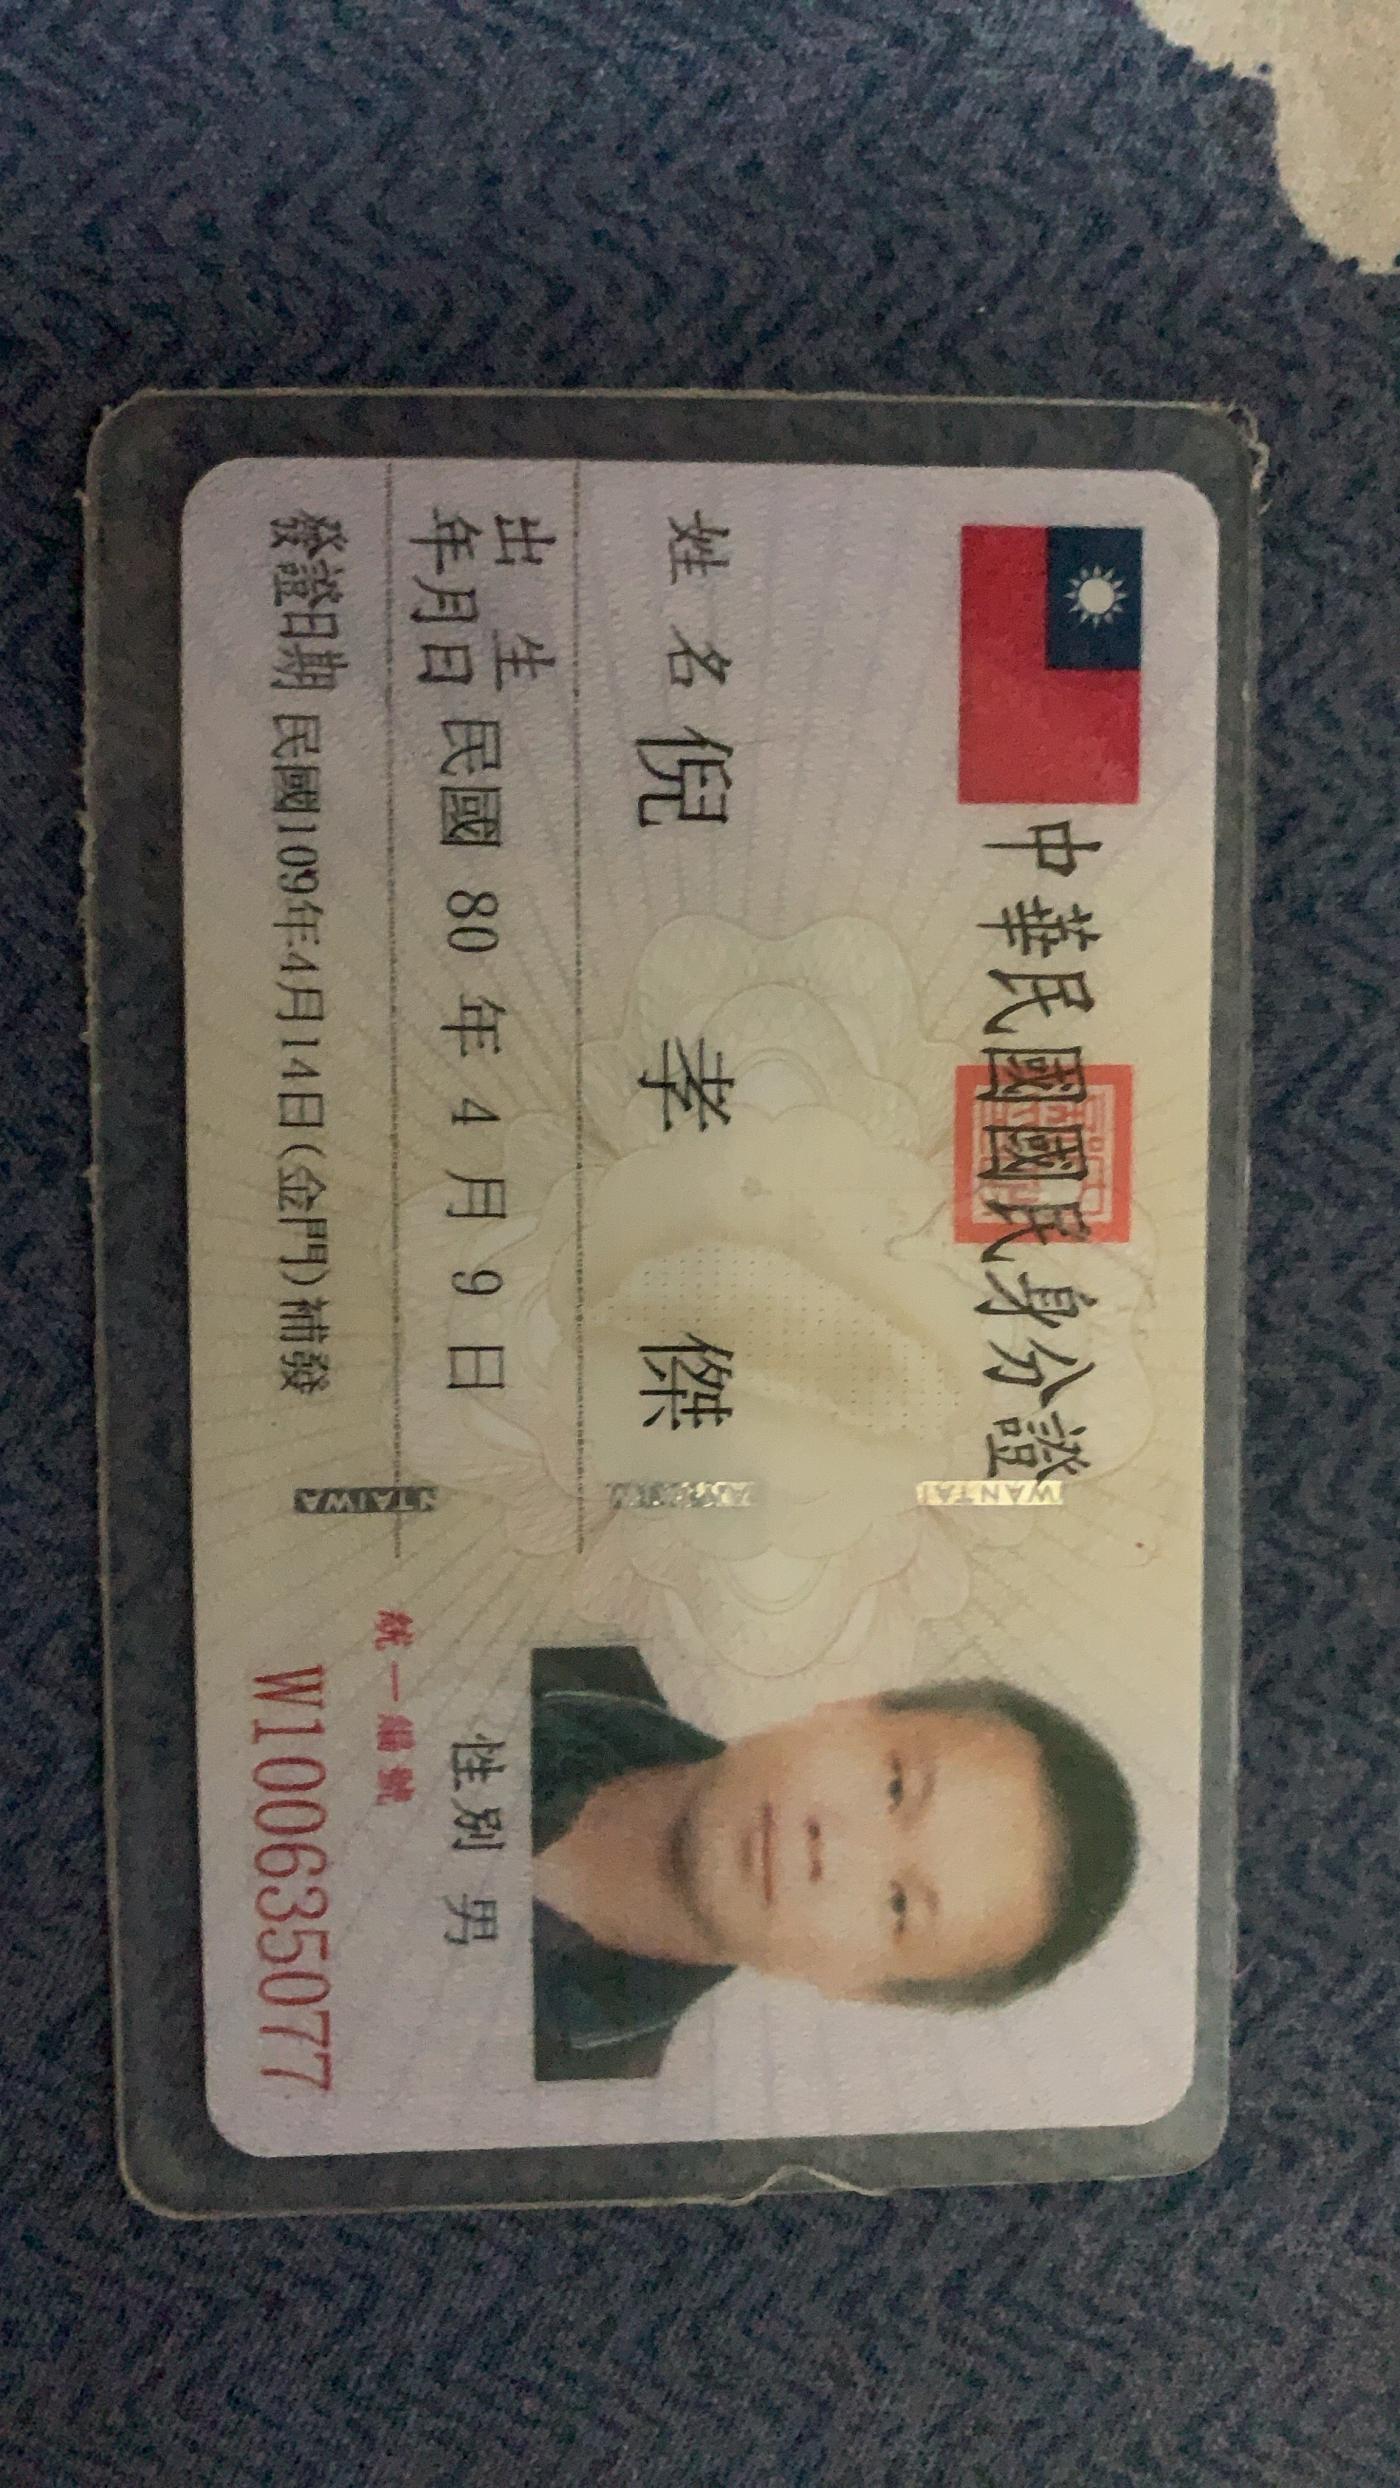 中華民國國民身分證
姓名 倪孝傑
出生
年月日 民國 80 年 4 月 9 日
性別 男
發證日期 民國109年4月14日(金門)補發
統一編號
W100635077
WANTAI
NTAIWA